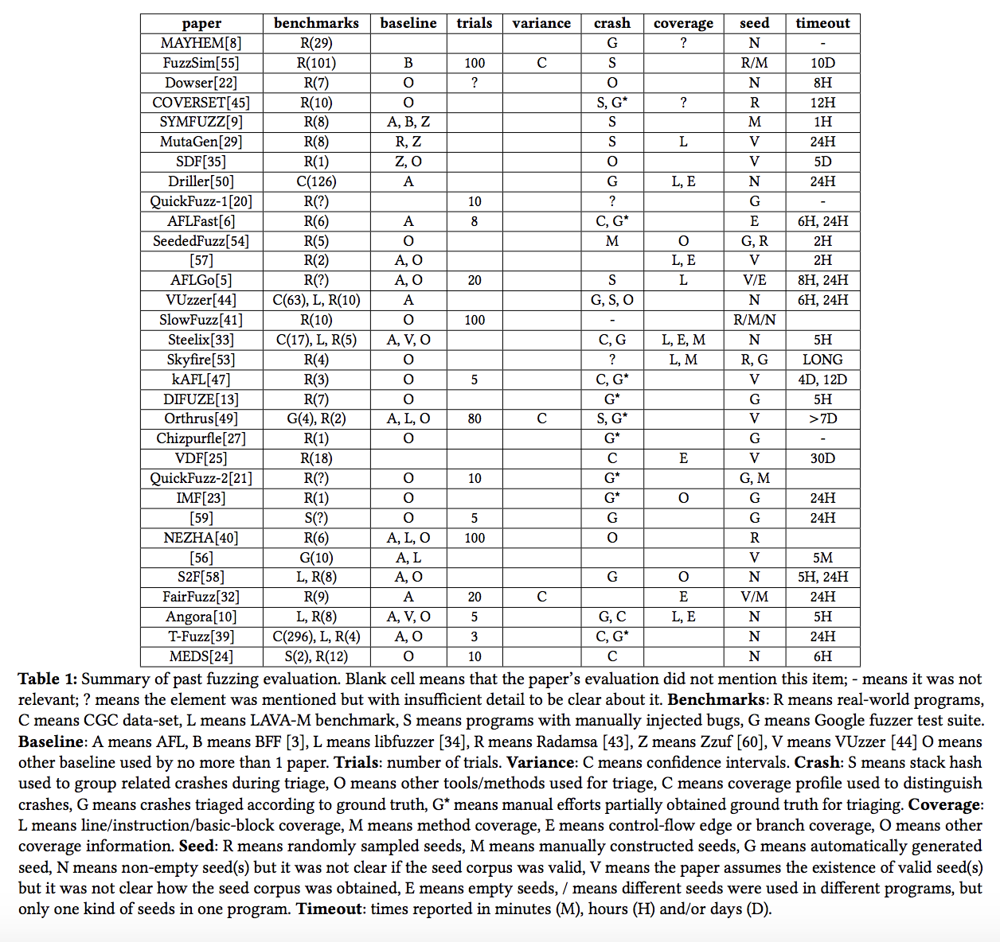 paper benchmarks baseline trials variance crash coverage seed timeout
MAYHEM[8] R(29) G ? N -
FuzzSim[55] R(101) B 100 C S R/M 10D
Dowser[22] R(7) O ? O N 8H
COVERSET[45] R(10) O S, G* ? R 12H
SYMFUZZ[9] R(8) A, B, Z S M 1H
MutaGen[29] R(8) R, Z S L V 24H
SDF[35] R(1) Z, O O V 5D
Driller[50] C(126) A G L, E N 24H
QuickFuzz-1[20] R(?) 10 ? G -
AFLFast[6] R(6) A 8 C, G* E 6H, 24H
SeededFuzz[54] R(5) O M O G, R 2H
[57] R(2) A, O L, E V 2H
AFLGo[5] R(?) A, O 20 S L V/E 8H, 24H
VUzzer[44] C(63), L, R(10) A G, S, O N 6H, 24H
SlowFuzz[41] R(10) O 100 - R/M/N
Steelix[33] C(17), L, R(5) A, V, O C, G L, E, M N 5H
Skyfire[53] R(4) O ? L, M R, G LONG
kAFL[47] R(3) O 5 C, G* V 4D, 12D
DIFUZE[13] R(7) O G* G 5H
Orthrus[49] G(4), R(2) A, L, O 80 C S, G* V >7D
Chizpurfle[27] R(1) O G* G -
VDF[25] R(18) C E V 30D
QuickFuzz-2[21] R(?) O 10 G* G, M
IMF[23] R(1) O G* O G 24H
[59] S(?) O 5 G G 24H
NEZHA[40] R(6) A, L, O 100 O R
[56] G(10) A, L V 5M
S2F[58] L, R(8) A, O G O N 5H, 24H
FairFuzz[32] R(9) A 20 C E V/M 24H
Angora[10] L, R(8) A, V, O 5 G, C L, E N 5H
T-Fuzz[39] C(296), L, R(4) A, O 3 C, G* N 24H
MEDS[24] S(2), R(12) O 10 C N 6H
Table 1: Summary of past fuzzing evaluation. Blank cell means that the paper's evaluation did not mention this item; - means it was not
relevant; ? means the element was mentioned but with insufficient detail to be clear about it. Benchmarks: R means real-world programs,
C means CGC data-set, L means LAVA-M benchmark, S means programs with manually injected bugs, G means Google fuzzer test suite.
Baseline: A means AFL, B means BFF [3], L means libfuzzer [34], R means Radamsa [43], Z means Zzuf [60], V means VUzzer [44] O means
other baseline used by no more than 1 paper. Trials: number of trials. Variance: C means confidence intervals. Crash: S means stack hash
used to group related crashes during triage, O means other tools/methods used for triage, C means coverage profile used to distinguish
crashes, G means crashes triaged according to ground truth, G* means manual efforts partially obtained ground truth for triaging. Coverage:
L means line/instruction/basic-block coverage, M means method coverage, E means control-flow edge or branch coverage, O means other
coverage information. Seed: R means randomly sampled seeds, M means manually constructed seeds, G means automatically generated
seed, N means non-empty seed(s) but it was not clear if the seed corpus was valid, V means the paper assumes the existence of valid seed(s)
but it was not clear how the seed corpus was obtained, E means empty seeds, / means different seeds were used in different programs, but
only one kind of seeds in one program. Timeout: times reported in minutes (M), hours (H) and/or days (D).